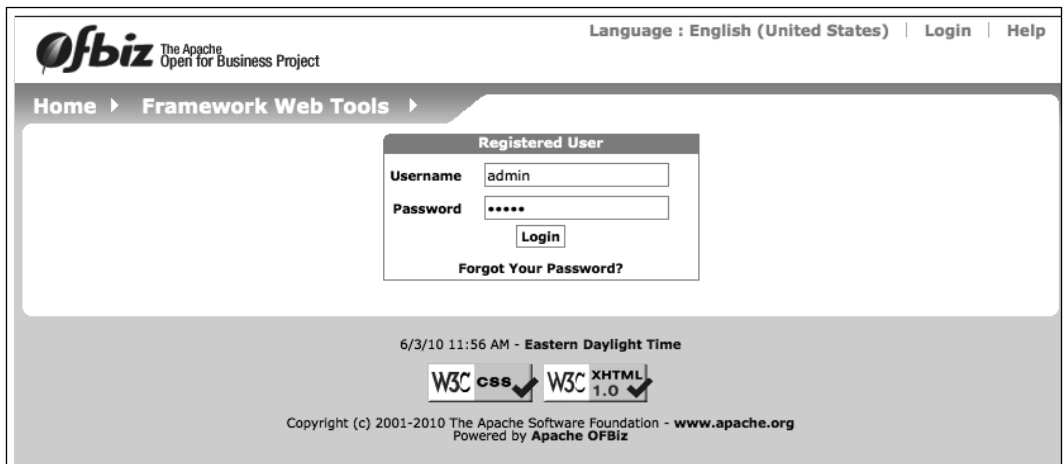 Language : English (United States) | Login | Help
Ofbiz The Apache
Open for Business Project
Home Framework Web Tools
Registered User
Username admin
Password •••••
Login
Forgot Your Password?
6/3/10 11:56 AM - Eastern Daylight Time
W3C css W3C XHTML 1.0
Copyright (c) 2001-2010 The Apache Software Foundation - www.apache.org
Powered by Apache OFBiz